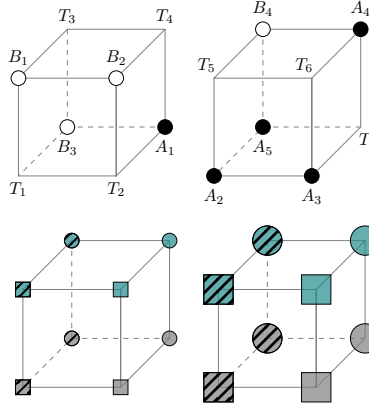 T₃ T₄ B₄ A₄
B₁ B₂ T₅ T₆
B₃ A₁ A₅ T
T₁ T₂ A₂ A₃